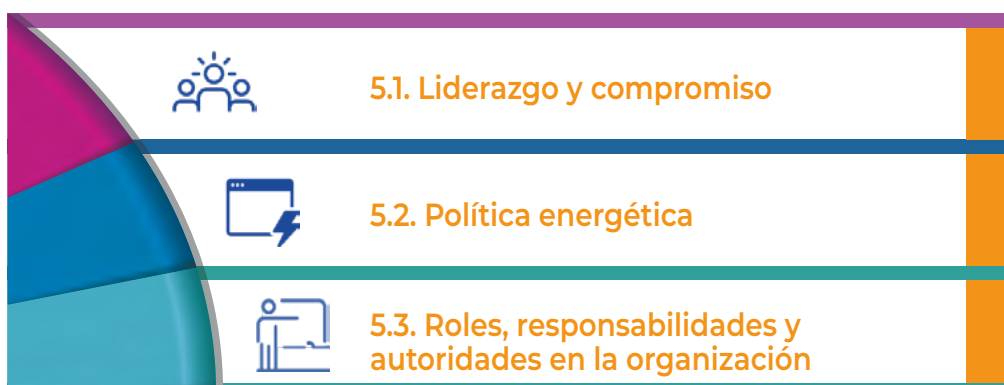 5.1. Liderazgo y compromiso
5.2. Política energética
5.3. Roles, responsabilidades y
autoridades en la organización